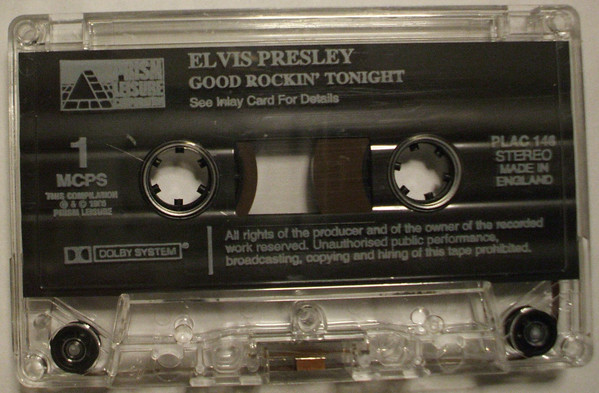 ELVIS PRESLEY
GOOD ROCKIN' TONIGHT
See Inlay Card For Details
PRISM
LEISURE
1
MCPS
THIS COMPILATION
PRISM LEISURE
DOLBY SYSTEM®
PLAC 146
STEREO
MADE IN
ENGLAND
All rights of the producer and of the owner of the recorded
work reserved. Unauthorised public performance,
broadcasting, copying and hiring of this tape prohibited.